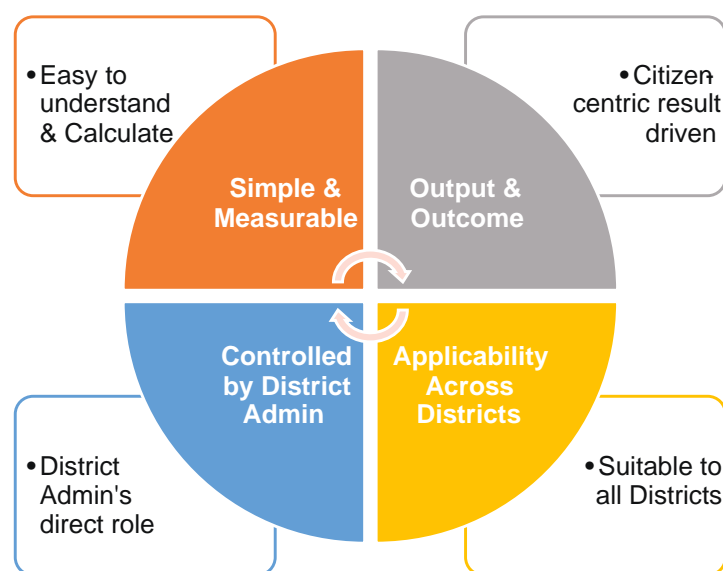 •Easy to
understand
& Calculate
•Citizen-
centric result
driven
Simple &
Measurable
Output &
Outcome
Controlled
by District
Admin
Applicability
Across
Districts
•District
Admin's
direct role
•Suitable to
all Districts